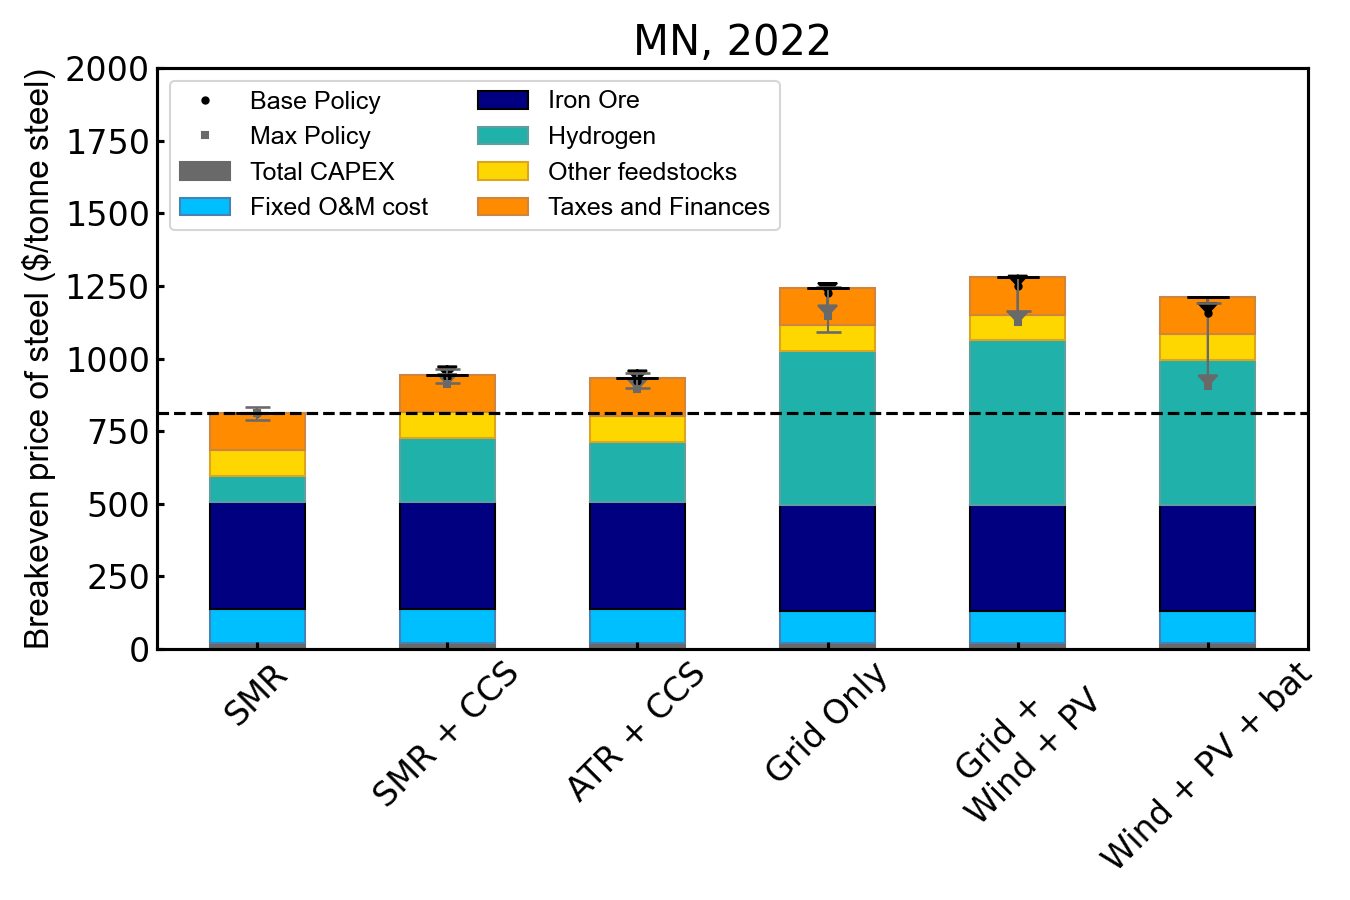 MN, 2022
Breakeven price of steel ($/tonne steel)
2000
1750
1500
1250
1000
750
500
250
0
Base Policy
Max Policy
Total CAPEX
Fixed O&M cost
Iron Ore
Hydrogen
Other feedstocks
Taxes and Finances
SMR
SMR + CCS
ATR + CCS
Grid Only
Grid +
Wind + PV
Wind + PV + bat